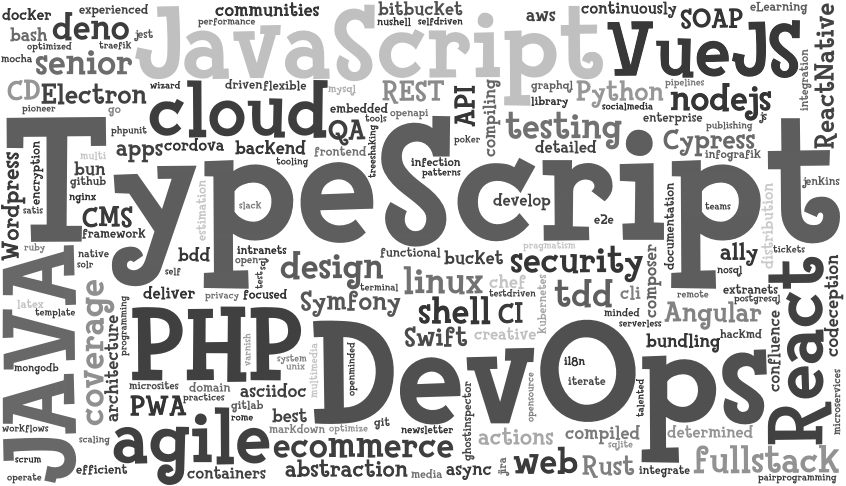 docker
experienced
communities
bitbucket
aws
continuously
SOAP
eLearning
bash
deno
jest
performance
JavaScript
nushell
selfdriven
VueJS
ReactNative
optimized
traefik
mocha
senior
CD
Electron
wizard
driven
flexible
mysql
REST
API
compiling
graphql
library
Python
pipelines
socialmedia
nodejs
js
integration
pioneer
go
cloud
embedded
tools
openapi
QA
treeshaking
poker
testing
enterprise
publishing
phpunit
apps
cordova
backend
tooling
frontend
infection
patterns
detailed
Cypress
infografik
TypeScript
Wordpress
encryption
multi
bun
github
nginx
satis
CMS
framework
estimation
slack
develop
e2e
documentation
teams
distribution
jenkins
ruby
native
solr
bdd
self
intranets
open
test
sql
functional
bucket
pragmatism
security
composer
ally
nosql
tickets
JAVA
latex
template
coverage
deliver
privacy
focused
design
terminal
linux
chef
testdriven
kubernetes
tdd
cli
remote
extranets
postgresql
React
codeception
architecture
programming
PHP
Symfony
shell
CI
minded
serverless
Angular
hackmd
Swift
creative
bundling
confluence
varnish
system
unix
multimedia
openminded
DevOps
i18n
iterate
mongodb
microsites
domain
practices
asciidoc
opensource
talented
microservices
PWA
gitlab
rome
best
markdown
optimize
git
newsletter
ghostinspector
workflows
scaling
agile
ecommerce
actions
compiled
sqlite
determined
scrum
operate
efficient
containers
abstraction
media
async
jira
web
Rust
integrate
fullstack
pairprogramming